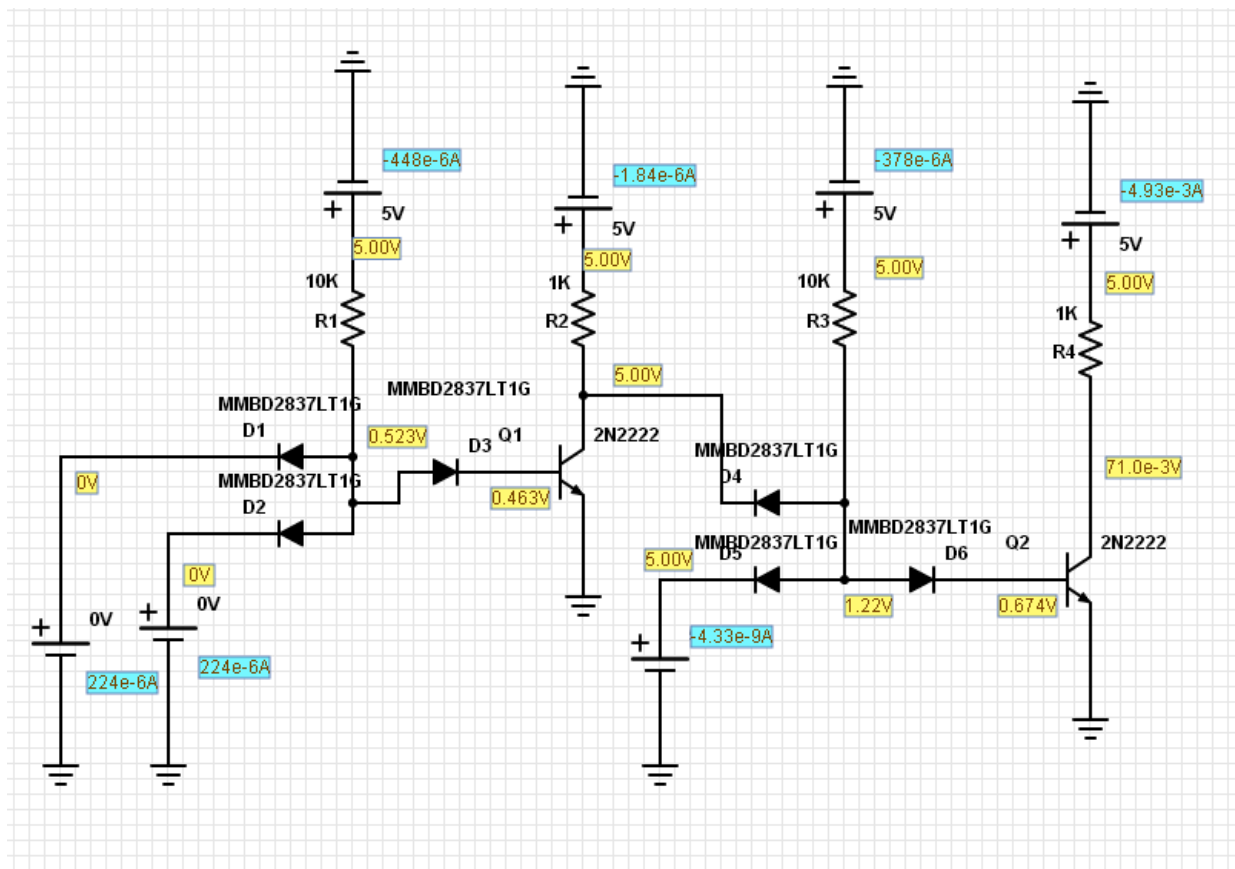 -448e-6A
-1.84e-6A
-378e-6A
-4.93e-3A
+
5V
+
5V
+
5V
+
5V
5.00V
5.00V
5.00V
5.00V
10K
R1
1K
R2
10K
R3
1K
R4
MMBD2837LT1G
5.00V
MMBD2837LT1G
D1
0.523V
D3
Q1
2N2222
MMBD2837LT1G
D4
71.0e-3V
0V
MMBD2837LT1G
D2
0.463V
MMBD2837LT1G
MMBD2837LT1G
D5
D6
Q2
2N2222
5.00V
0V
1.22V
0.674V
+
0V
+
0V
+
-4.33e-9A
224e-6A
224e-6A